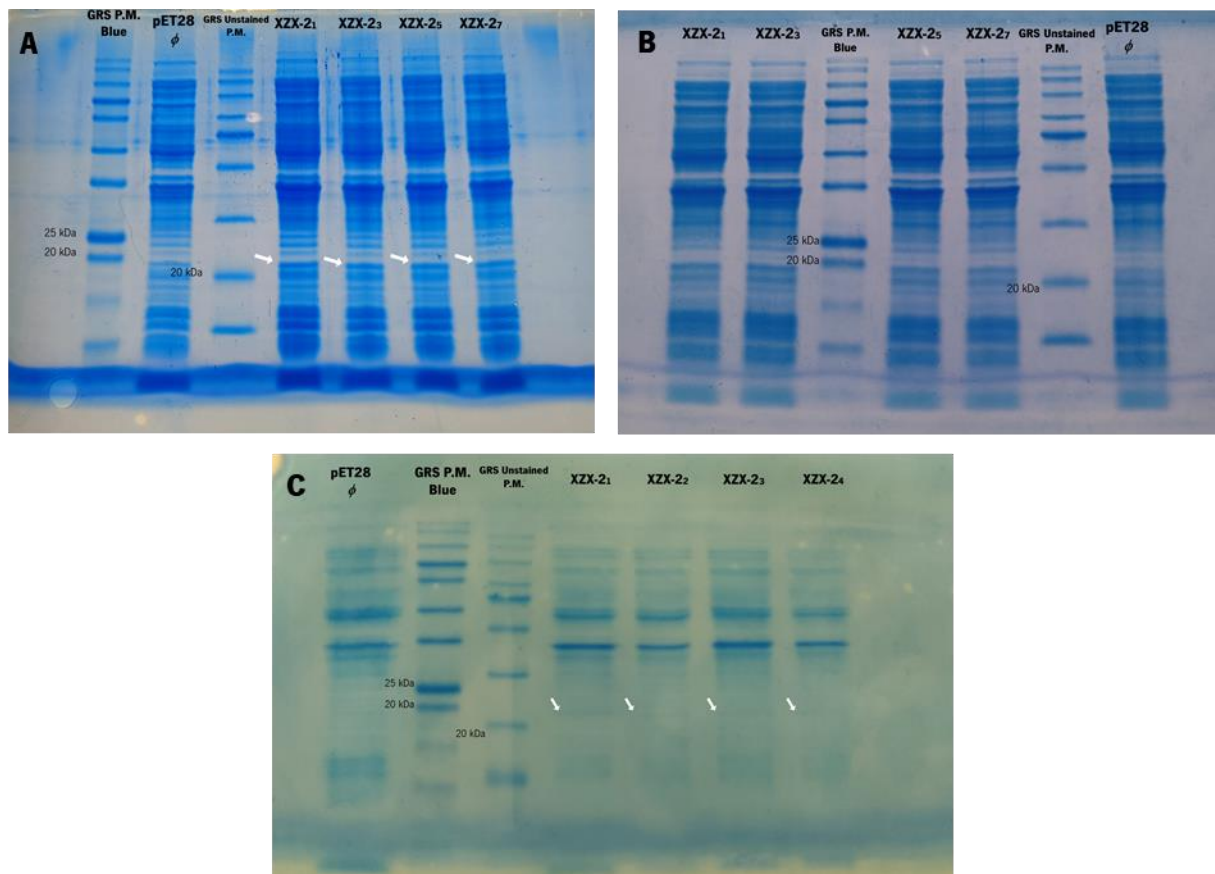 A
GRS P.M.
Blue
pET28
ϕ
GRS Unstained
P.M.
XZX-2₁
XZX-2₃
XZX-2₅
XZX-2₇
25 kDa
20 kDa
20 kDa
B
XZX-2₁
XZX-2₃
GRS P.M.
Blue
XZX-2₅
XZX-2₇
GRS Unstained
P.M.
pET28
ϕ
25 kDa
20 kDa
20 kDa
C
pET28
ϕ
GRS P.M.
Blue
GRS Unstained
P.M.
XZX-2₁
XZX-2₂
XZX-2₃
XZX-2₄
25 kDa
20 kDa
20 kDa